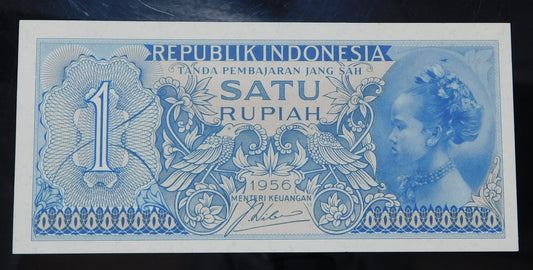 REPUBLIK INDONESIA
TANDA PEMBAJARAN JANG SAH
1
SATU
RUPIAH
1956
MENTERI KEUANGAN